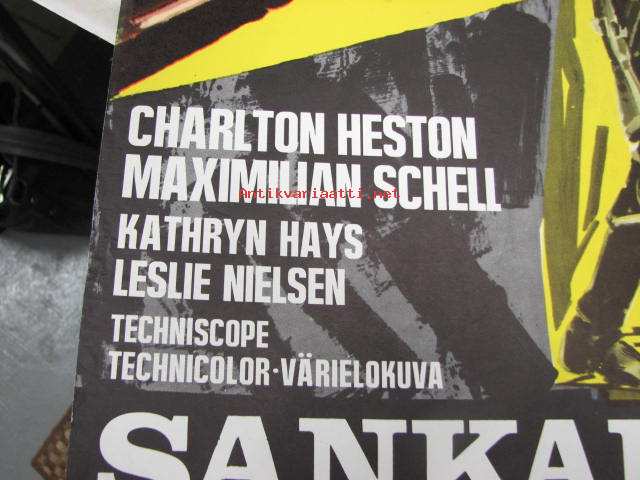 CHARLTON HESTON
MAXIMILIAN SCHELL
Antikvariaatti.net
KATHRYN HAYS
LESLIE NIELSEN
TECHNISCOPE
TECHNICOLOR·VÄRIELOKUVA